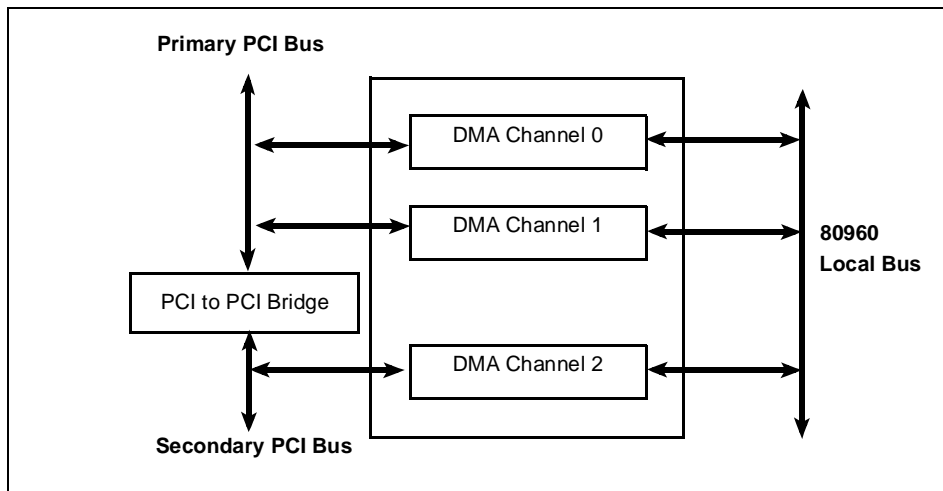 Primary PCI Bus
DMA Channel 0
DMA Channel 1
80960
Local Bus
PCI to PCI Bridge
DMA Channel 2
Secondary PCI Bus